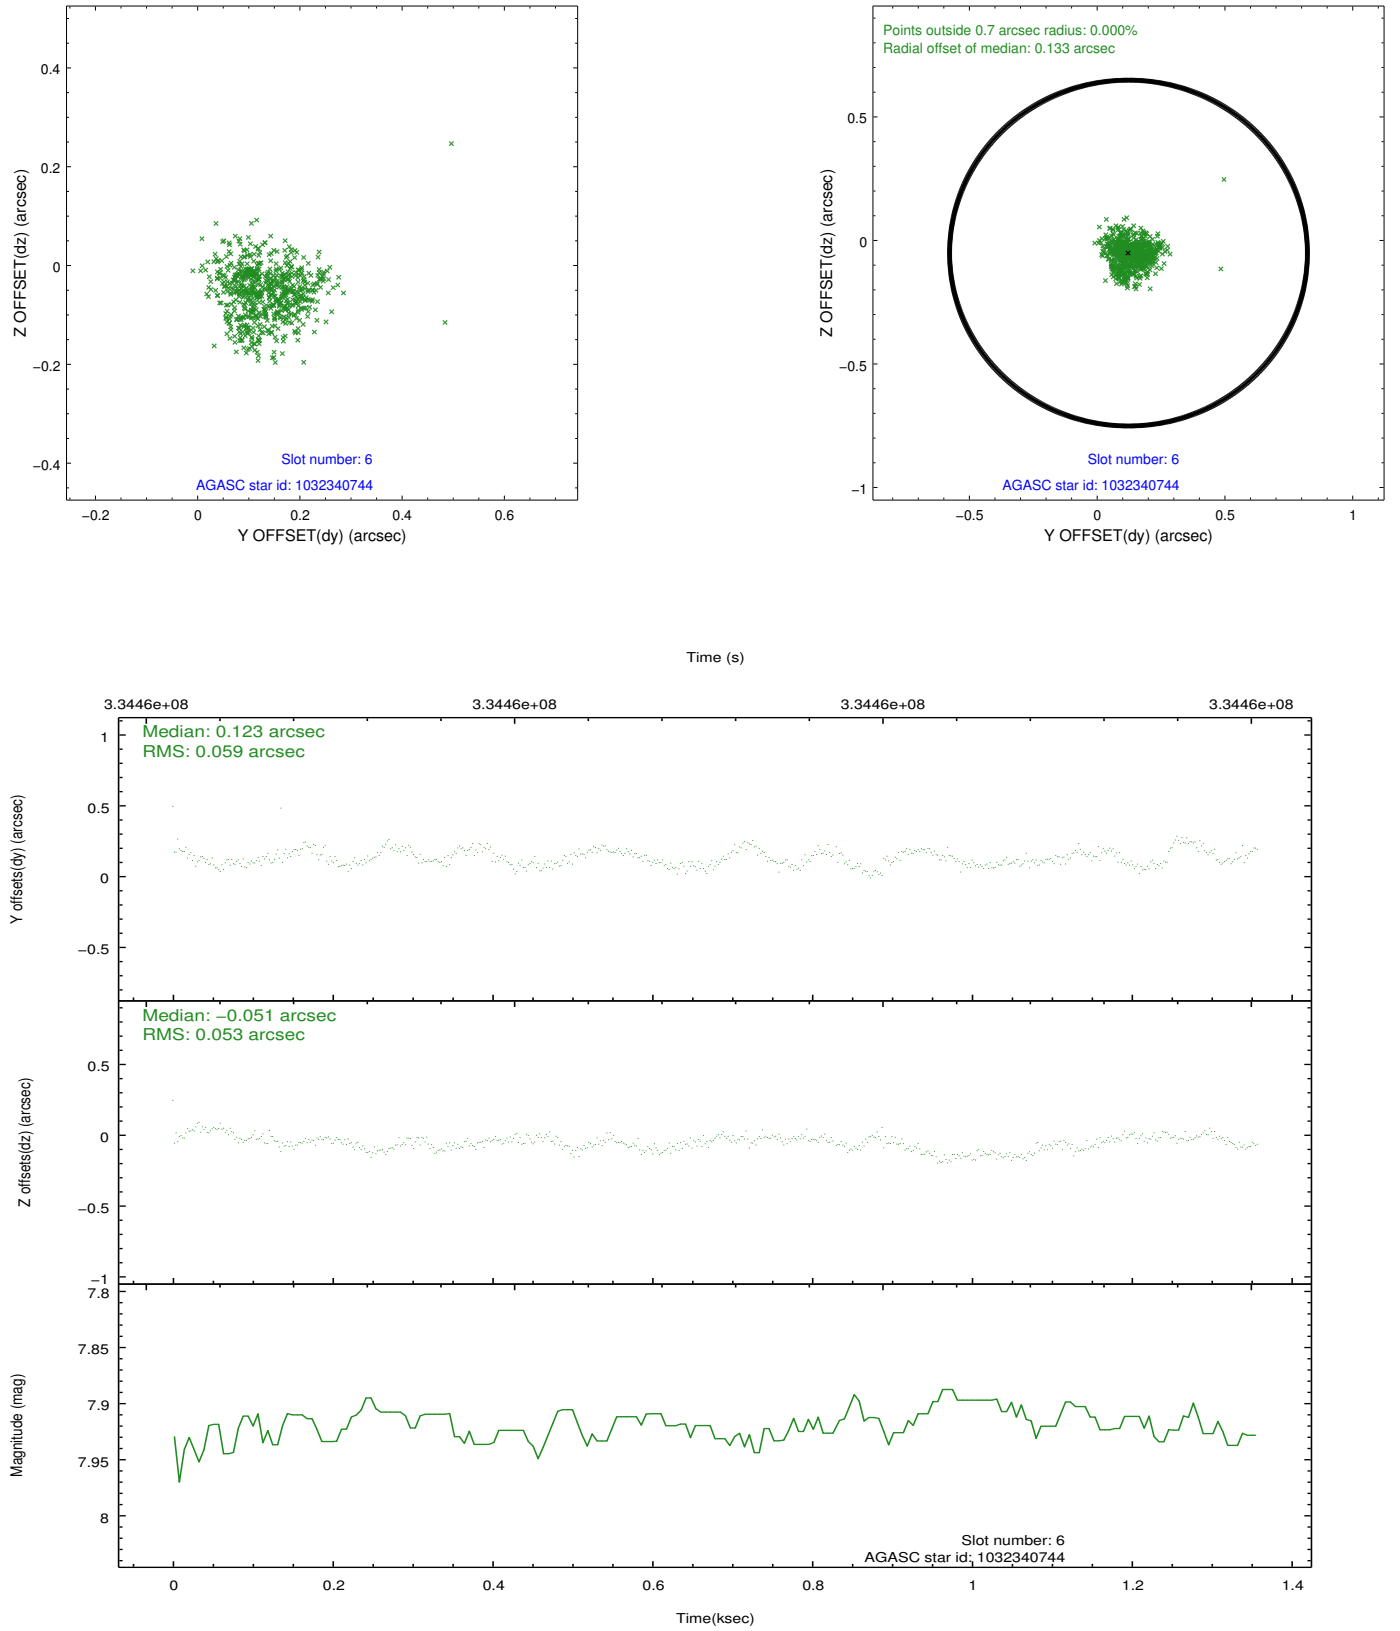 0.4
0.2
0
−0.2
−0.4
Z OFFSET(dz) (arcsec)
Slot number: 6
AGASC star id: 1032340744
−0.2 0 0.2 0.4 0.6
Y OFFSET(dy) (arcsec)
Points outside 0.7 arcsec radius: 0.000%
Radial offset of median: 0.133 arcsec
0.5
0
−0.5
−1
Z OFFSET(dz) (arcsec)
Slot number: 6
AGASC star id: 1032340744
−0.5 0 0.5 1
Y OFFSET(dy) (arcsec)
Time (s)
3.3446e+08 3.3446e+08 3.3446e+08 3.3446e+08
Median: 0.123 arcsec
RMS: 0.059 arcsec
1
0.5
0
−0.5
Y offsets(dy) (arcsec)
Median: −0.051 arcsec
RMS: 0.053 arcsec
0.5
0
−0.5
−1
Z offsets(dz) (arcsec)
7.8
7.85
7.9
7.95
8
Magnitude (mag)
Slot number: 6
AGASC star id: 1032340744
0 0.2 0.4 0.6 0.8 1 1.2 1.4
Time(ksec)